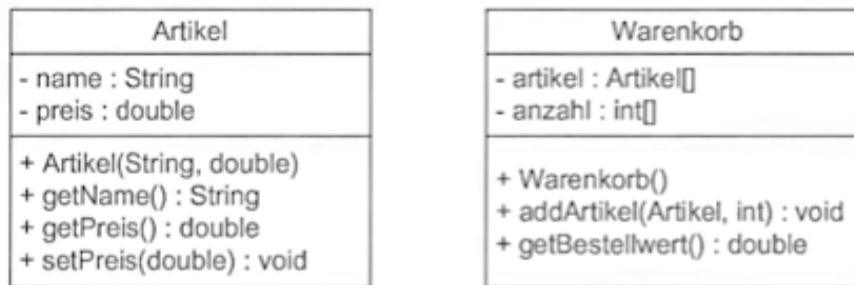 Artikel
- name : String
- preis : double
+ Artikel(String, double)
+ getName() : String
+ getPreis() : double
+ setPreis(double) : void
Warenkorb
- artikel : Artikel[]
- anzahl : int[]
+ Warenkorb()
+ addArtikel(Artikel, int) : void
+ getBestellwert() : double